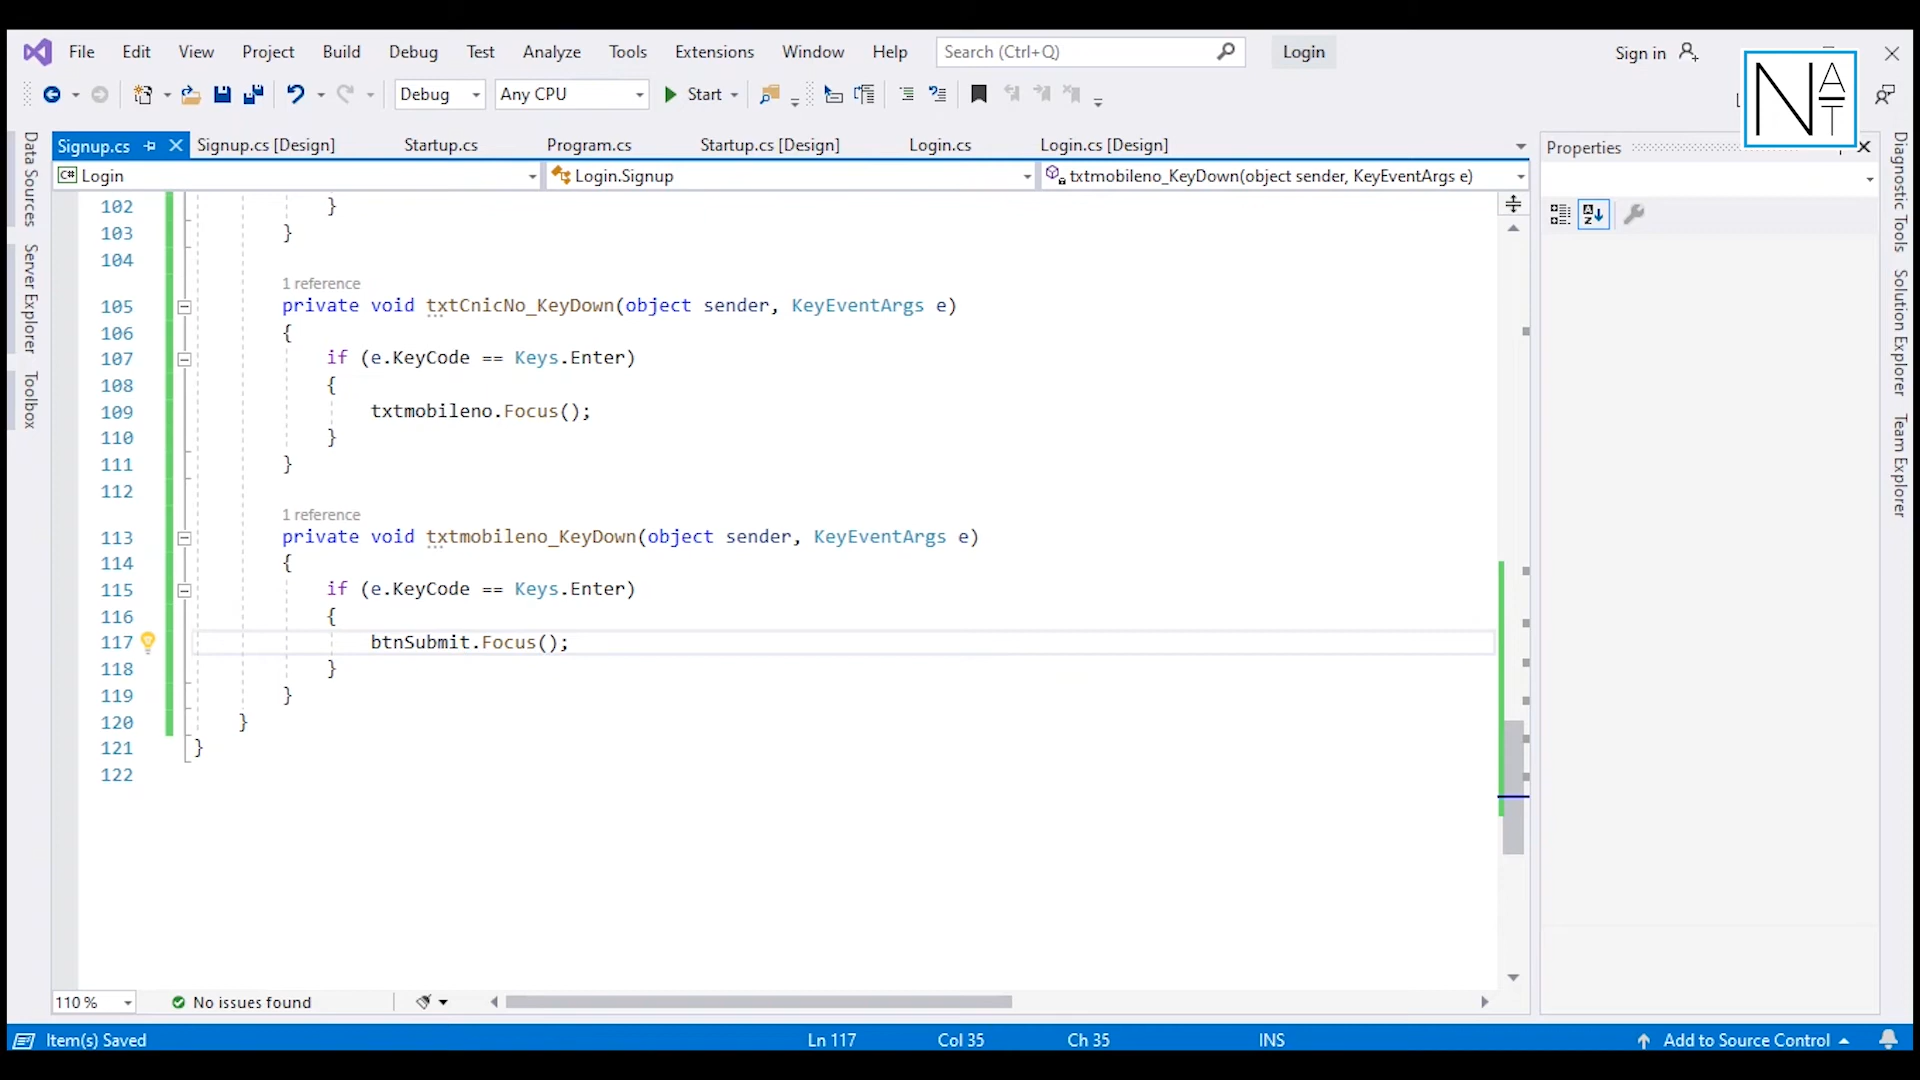 File Edit View Project Build Debug Test Analyze Tools Extensions Window Help Search (Ctrl+Q) Login Sign in
Debug Any CPU Start
NAT
Signup.cs Signup.cs [Design] Startup.cs Program.cs Startup.cs [Design] Login.cs Login.cs [Design]
Properties
C# Login Login.Signup txtmobileno_KeyDown(object sender, KeyEventArgs e)
Data Sources
Server Explorer
Toolbox
102 }
103 }
104
1 reference
105 private void txtCnicNo_KeyDown(object sender, KeyEventArgs e)
106 {
107 if (e.KeyCode == Keys.Enter)
108 {
109 txtmobileno.Focus();
110 }
111 }
112
1 reference
113 private void txtmobileno_KeyDown(object sender, KeyEventArgs e)
114 {
115 if (e.KeyCode == Keys.Enter)
116 {
117 btnSubmit.Focus();
118 }
119 }
120 }
121 }
122
Diagnostic Tools
Solution Explorer
Team Explorer
110 % No issues found
Item(s) Saved Ln 117 Col 35 Ch 35 INS Add to Source Control